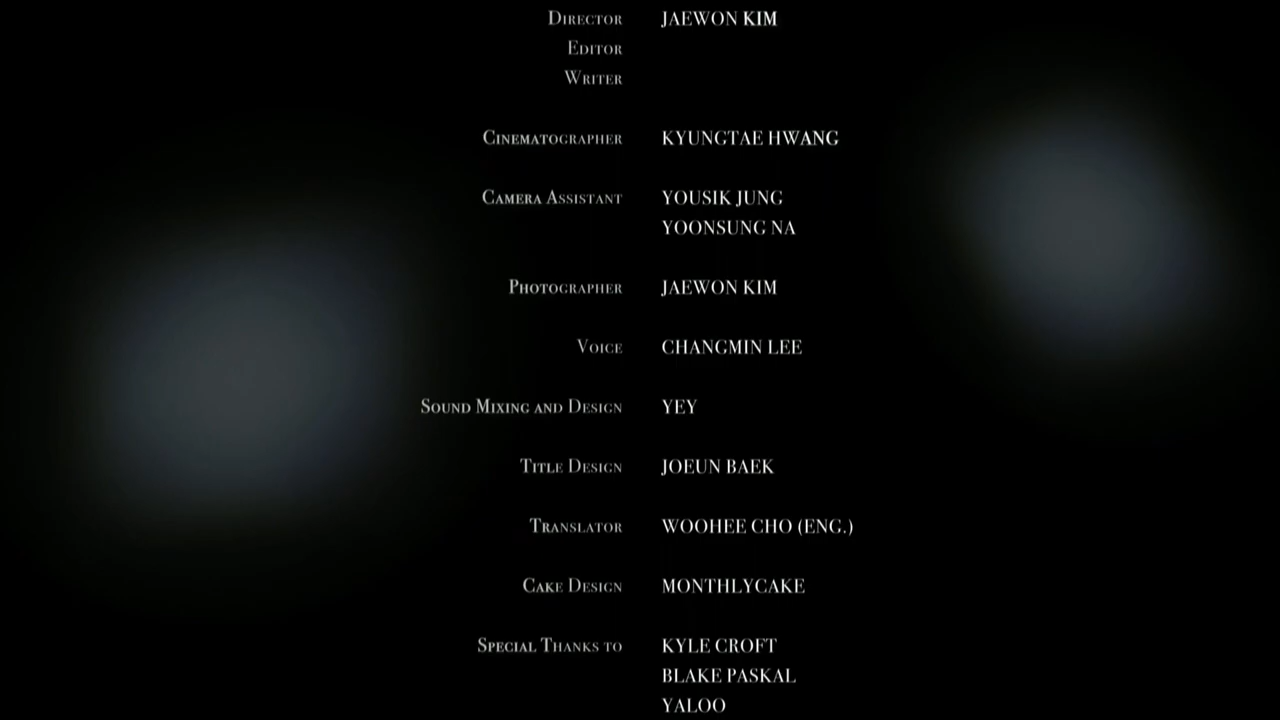 Director JAEWON KIM
Editor
Writer
Cinematographer KYUNGTAE HWANG
Camera Assistant YOUSIK JUNG
YOONSUNG NA
Photographer JAEWON KIM
Voice CHANGMIN LEE
Sound Mixing and Design YEY
Title Design JOEUN BAEK
Translator WOOHEE CHO (ENG.)
Cake Design MONTHLYCAKE
Special Thanks to KYLE CROFT
BLAKE PASKAL
YALOO